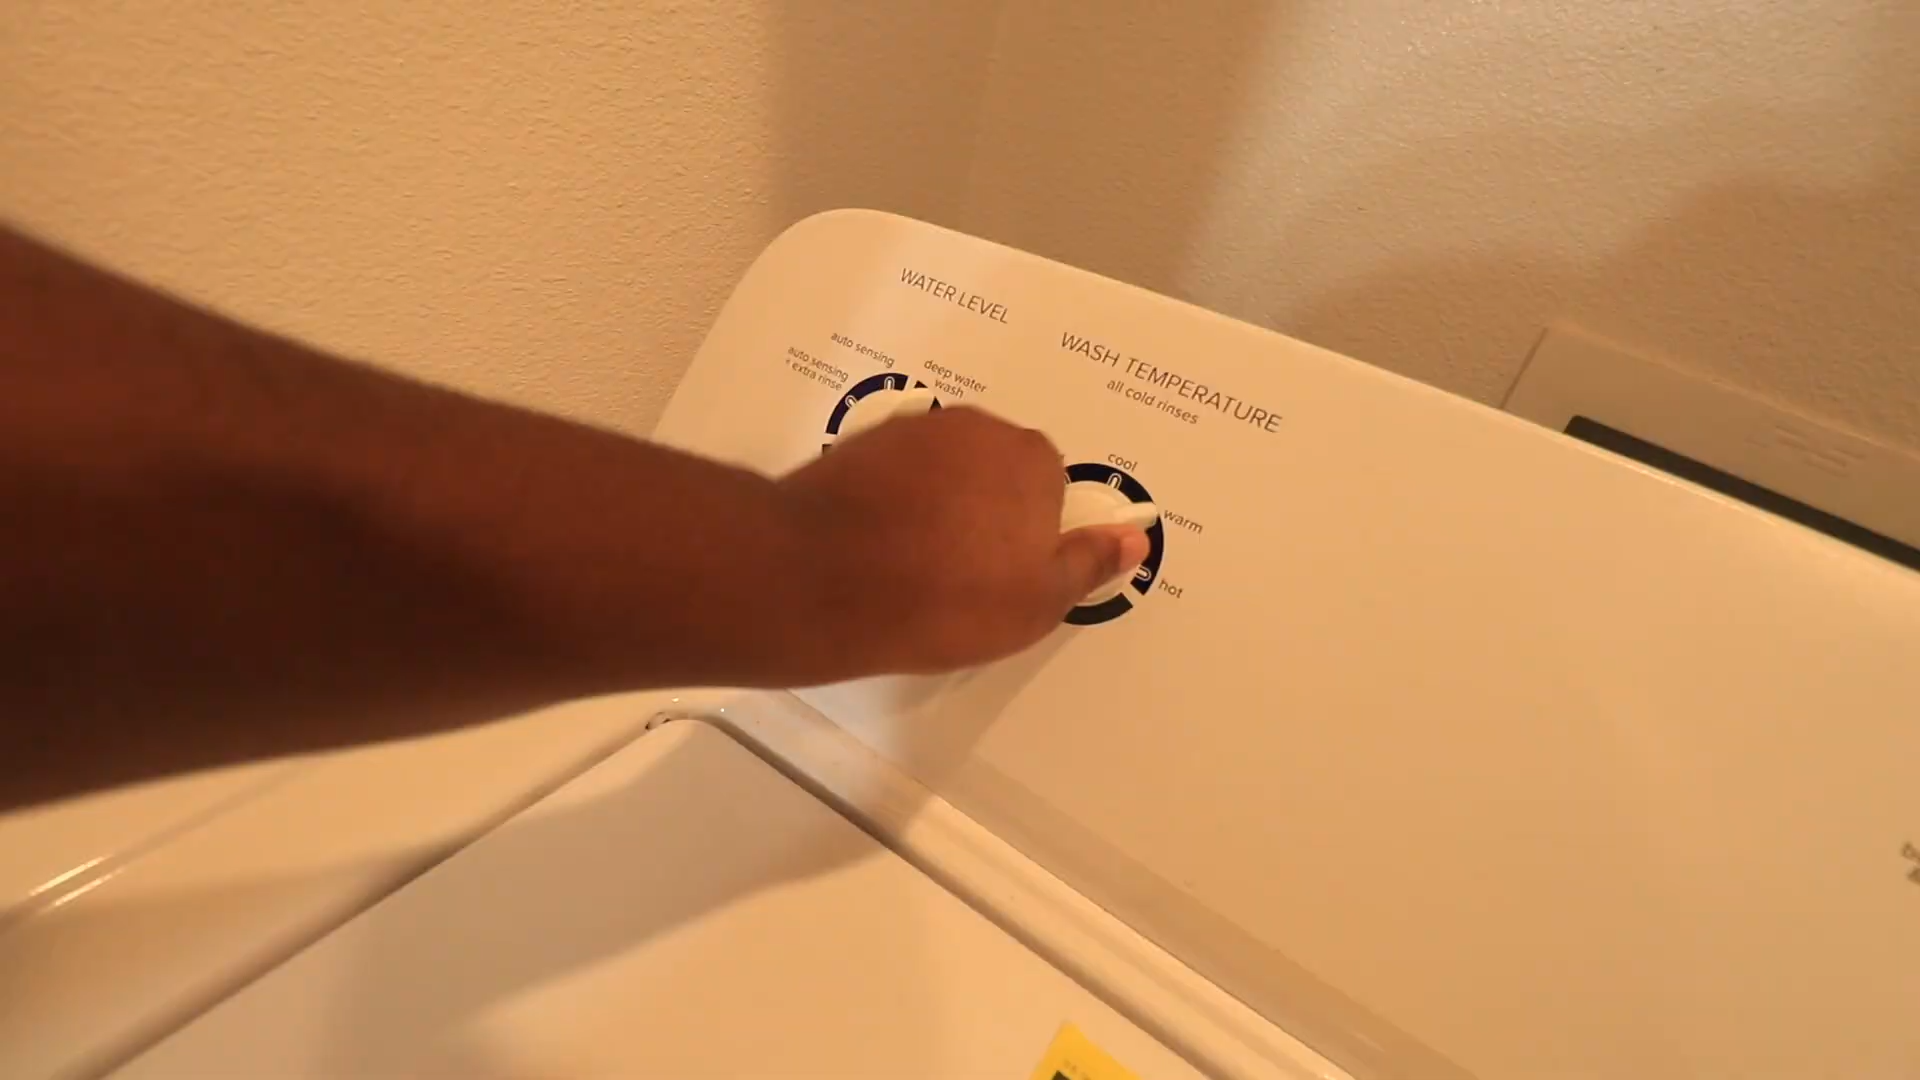 WATER LEVEL
auto sensing
auto sensing
+ extra rinse
deep water
wash
WASH TEMPERATURE
all cold rinses
cool
warm
hot